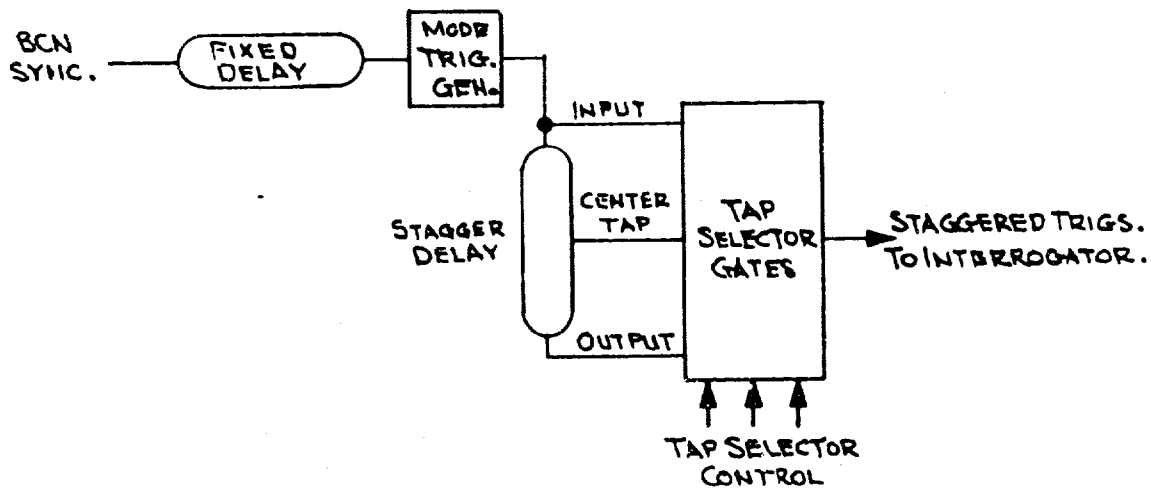 BCN
SYNC.
FIXED
DELAY
MODE
TRIG.
GEN.
INPUT
STAGGER
DELAY
CENTER
TAP
TAP
SELECTOR
GATES
STAGGERED TRIGS.
TO INTERROGATOR.
OUTPUT
TAP SELECTOR
CONTROL